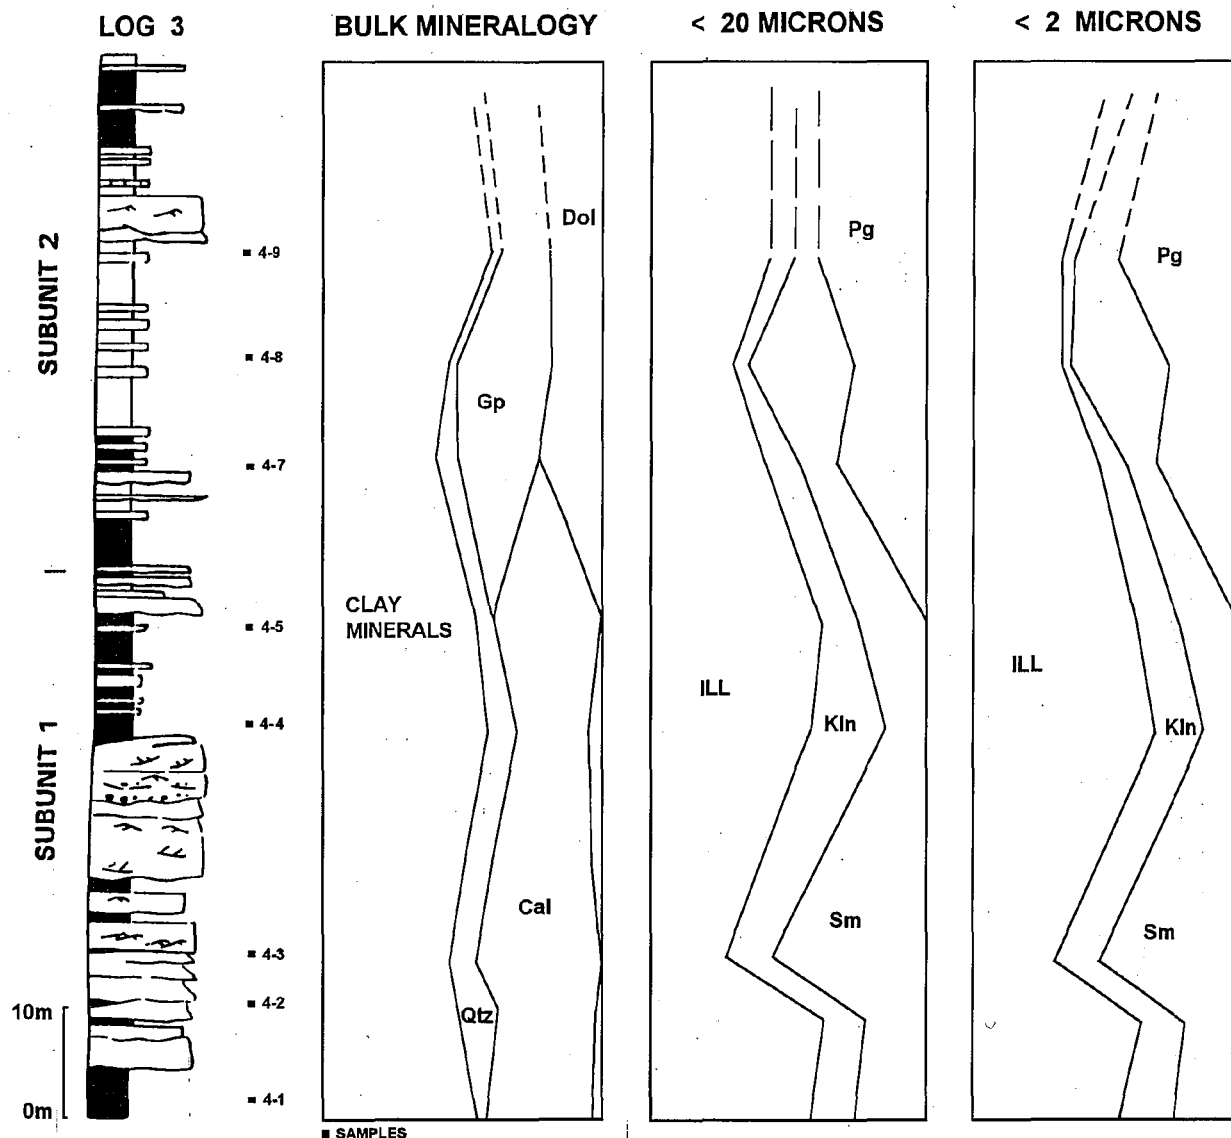 LOG 3
BULK MINERALOGY
< 20 MICRONS
< 2 MICRONS
Dol
Pg
Pg
4-9
SUBUNIT 2
4-8
Gp
4-7
CLAY
MINERALS
4-5
ILL
ILL
4-4
Kln
Kln
SUBUNIT 1
Cal
Sm
Sm
4-3
10m
4-2
Qtz
4-1
0m
SAMPLES